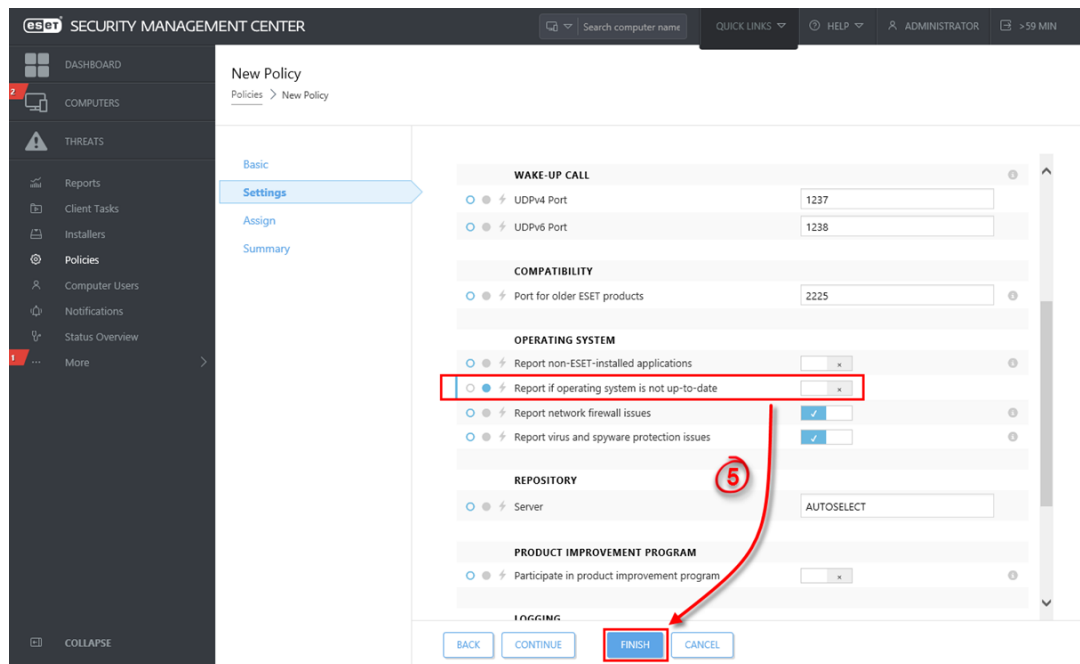 eseT SECURITY MANAGEMENT CENTER
Search computer name
QUICK LINKS
HELP
ADMINISTRATOR
>59 MIN
DASHBOARD
2
COMPUTERS
THREATS
Reports
Client Tasks
Installers
Policies
Computer Users
Notifications
Status Overview
1
More
COLLAPSE
New Policy
Policies > New Policy
Basic
Settings
Assign
Summary
WAKE-UP CALL
UDPv4 Port 1237
UDPv6 Port 1238
COMPATIBILITY
Port for older ESET products 2225
OPERATING SYSTEM
Report non-ESET-installed applications
Report if operating system is not up-to-date
Report network firewall issues
Report virus and spyware protection issues
5
REPOSITORY
Server AUTOSELECT
PRODUCT IMPROVEMENT PROGRAM
Participate in product improvement program
LOGGING
BACK CONTINUE FINISH CANCEL